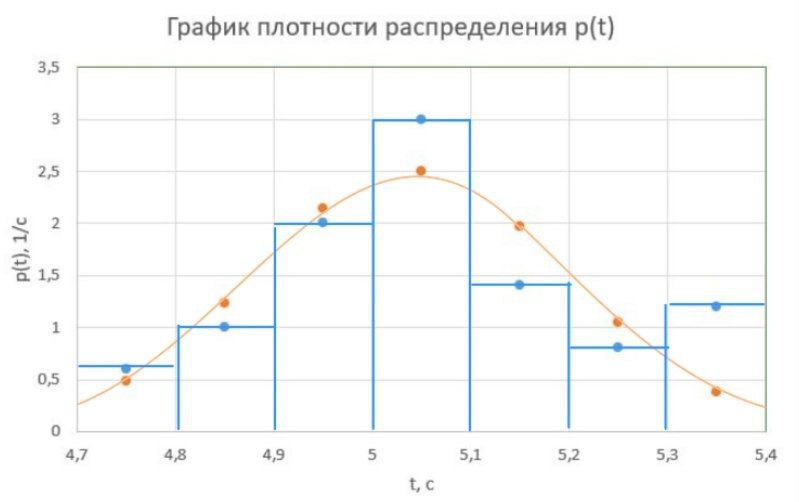 График плотности распределения p(t)
3,5
3
2,5
2
1,5
1
0,5
0
p(t), 1/с
4,7 4,8 4,9 5 5,1 5,2 5,3 5,4
t, с